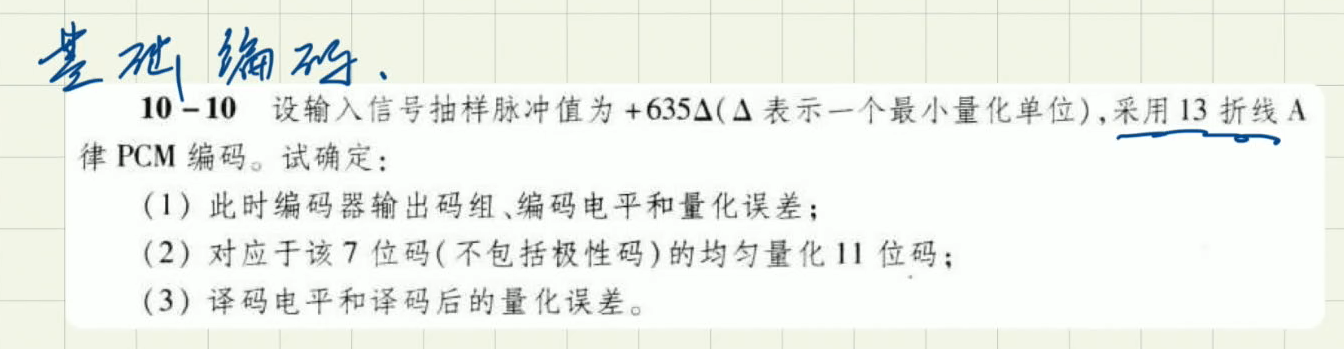 基础编码、
10-10 设输入信号抽样脉冲值为+635Δ(Δ表示一个最小量化单位),采用13折线A
律PCM编码。试确定:
(1) 此时编码器输出码组、编码电平和量化误差;
(2) 对应于该7位码(不包括极性码)的均匀量化11位码;
(3) 译码电平和译码后的量化误差。